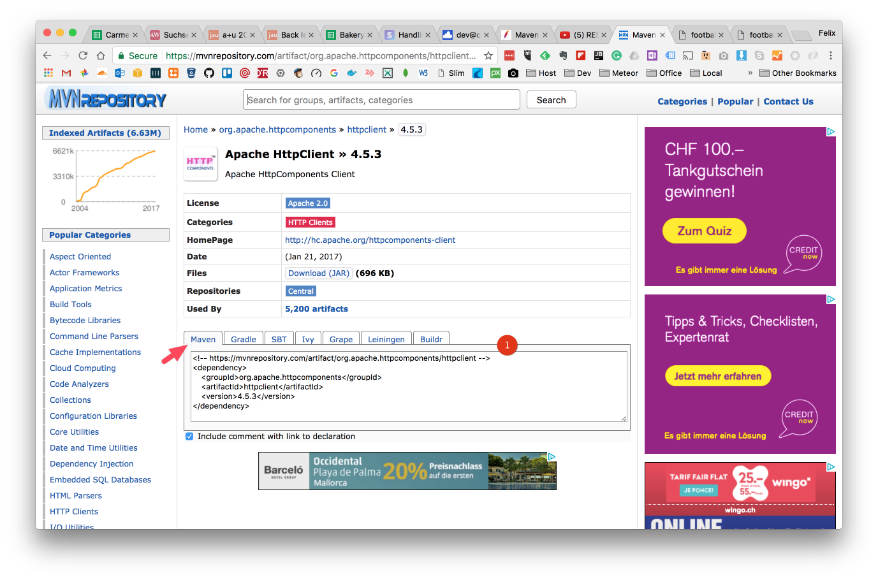 Carme
Suchs
a+u 20
Back l
Bakery
Handli
dev@c
Maven
(5) RE
Maven
footba
footba
Felix
Secure https://mvnrepository.com/artifact/org.apache.httpcomponents/httpclient...
Slim
Host
Dev
Meteor
Office
Local
» Other Bookmarks
MVNREPOSITORY
Search for groups, artifacts, categories
Search
Categories | Popular | Contact Us
Indexed Artifacts (6.63M)
6621k
3310k
0
2004 2017
Popular Categories
Aspect Oriented
Actor Frameworks
Application Metrics
Build Tools
Bytecode Libraries
Command Line Parsers
Cache Implementations
Cloud Computing
Code Analyzers
Collections
Configuration Libraries
Core Utilities
Date and Time Utilities
Dependency Injection
Embedded SQL Databases
HTML Parsers
HTTP Clients
I/O Utilities
Home » org.apache.httpcomponents » httpclient » 4.5.3
HTTP
COMPONENTS
Apache HttpClient » 4.5.3
Apache HttpComponents Client
License Apache 2.0
Categories HTTP Clients
HomePage http://hc.apache.org/httpcomponents-client
Date (Jan 21, 2017)
Files Download (JAR) (696 KB)
Repositories Central
Used By 5,200 artifacts
Maven Gradle SBT Ivy Grape Leiningen Buildr
1
<!-- https://mvnrepository.com/artifact/org.apache.httpcomponents/httpclient -->
<dependency>
<groupId>org.apache.httpcomponents</groupId>
<artifactId>httpclient</artifactId>
<version>4.5.3</version>
</dependency>
Include comment with link to declaration
Barceló
HOTEL GROUP
Occidental
Playa de Palma
Mallorca
20%
Preisnachlass
auf die ersten
CHF 100.–
Tankgutschein
gewinnen!
Zum Quiz
CREDIT
now
Es gibt immer eine Lösung
Tipps & Tricks, Checklisten,
Expertenrat
Jetzt mehr erfahren
CREDIT
now
Es gibt immer eine Lösung
TARIF FAIR FLAT
JE FONCE!
25.–
55.–
wingo
wingo.ch
ONLINE